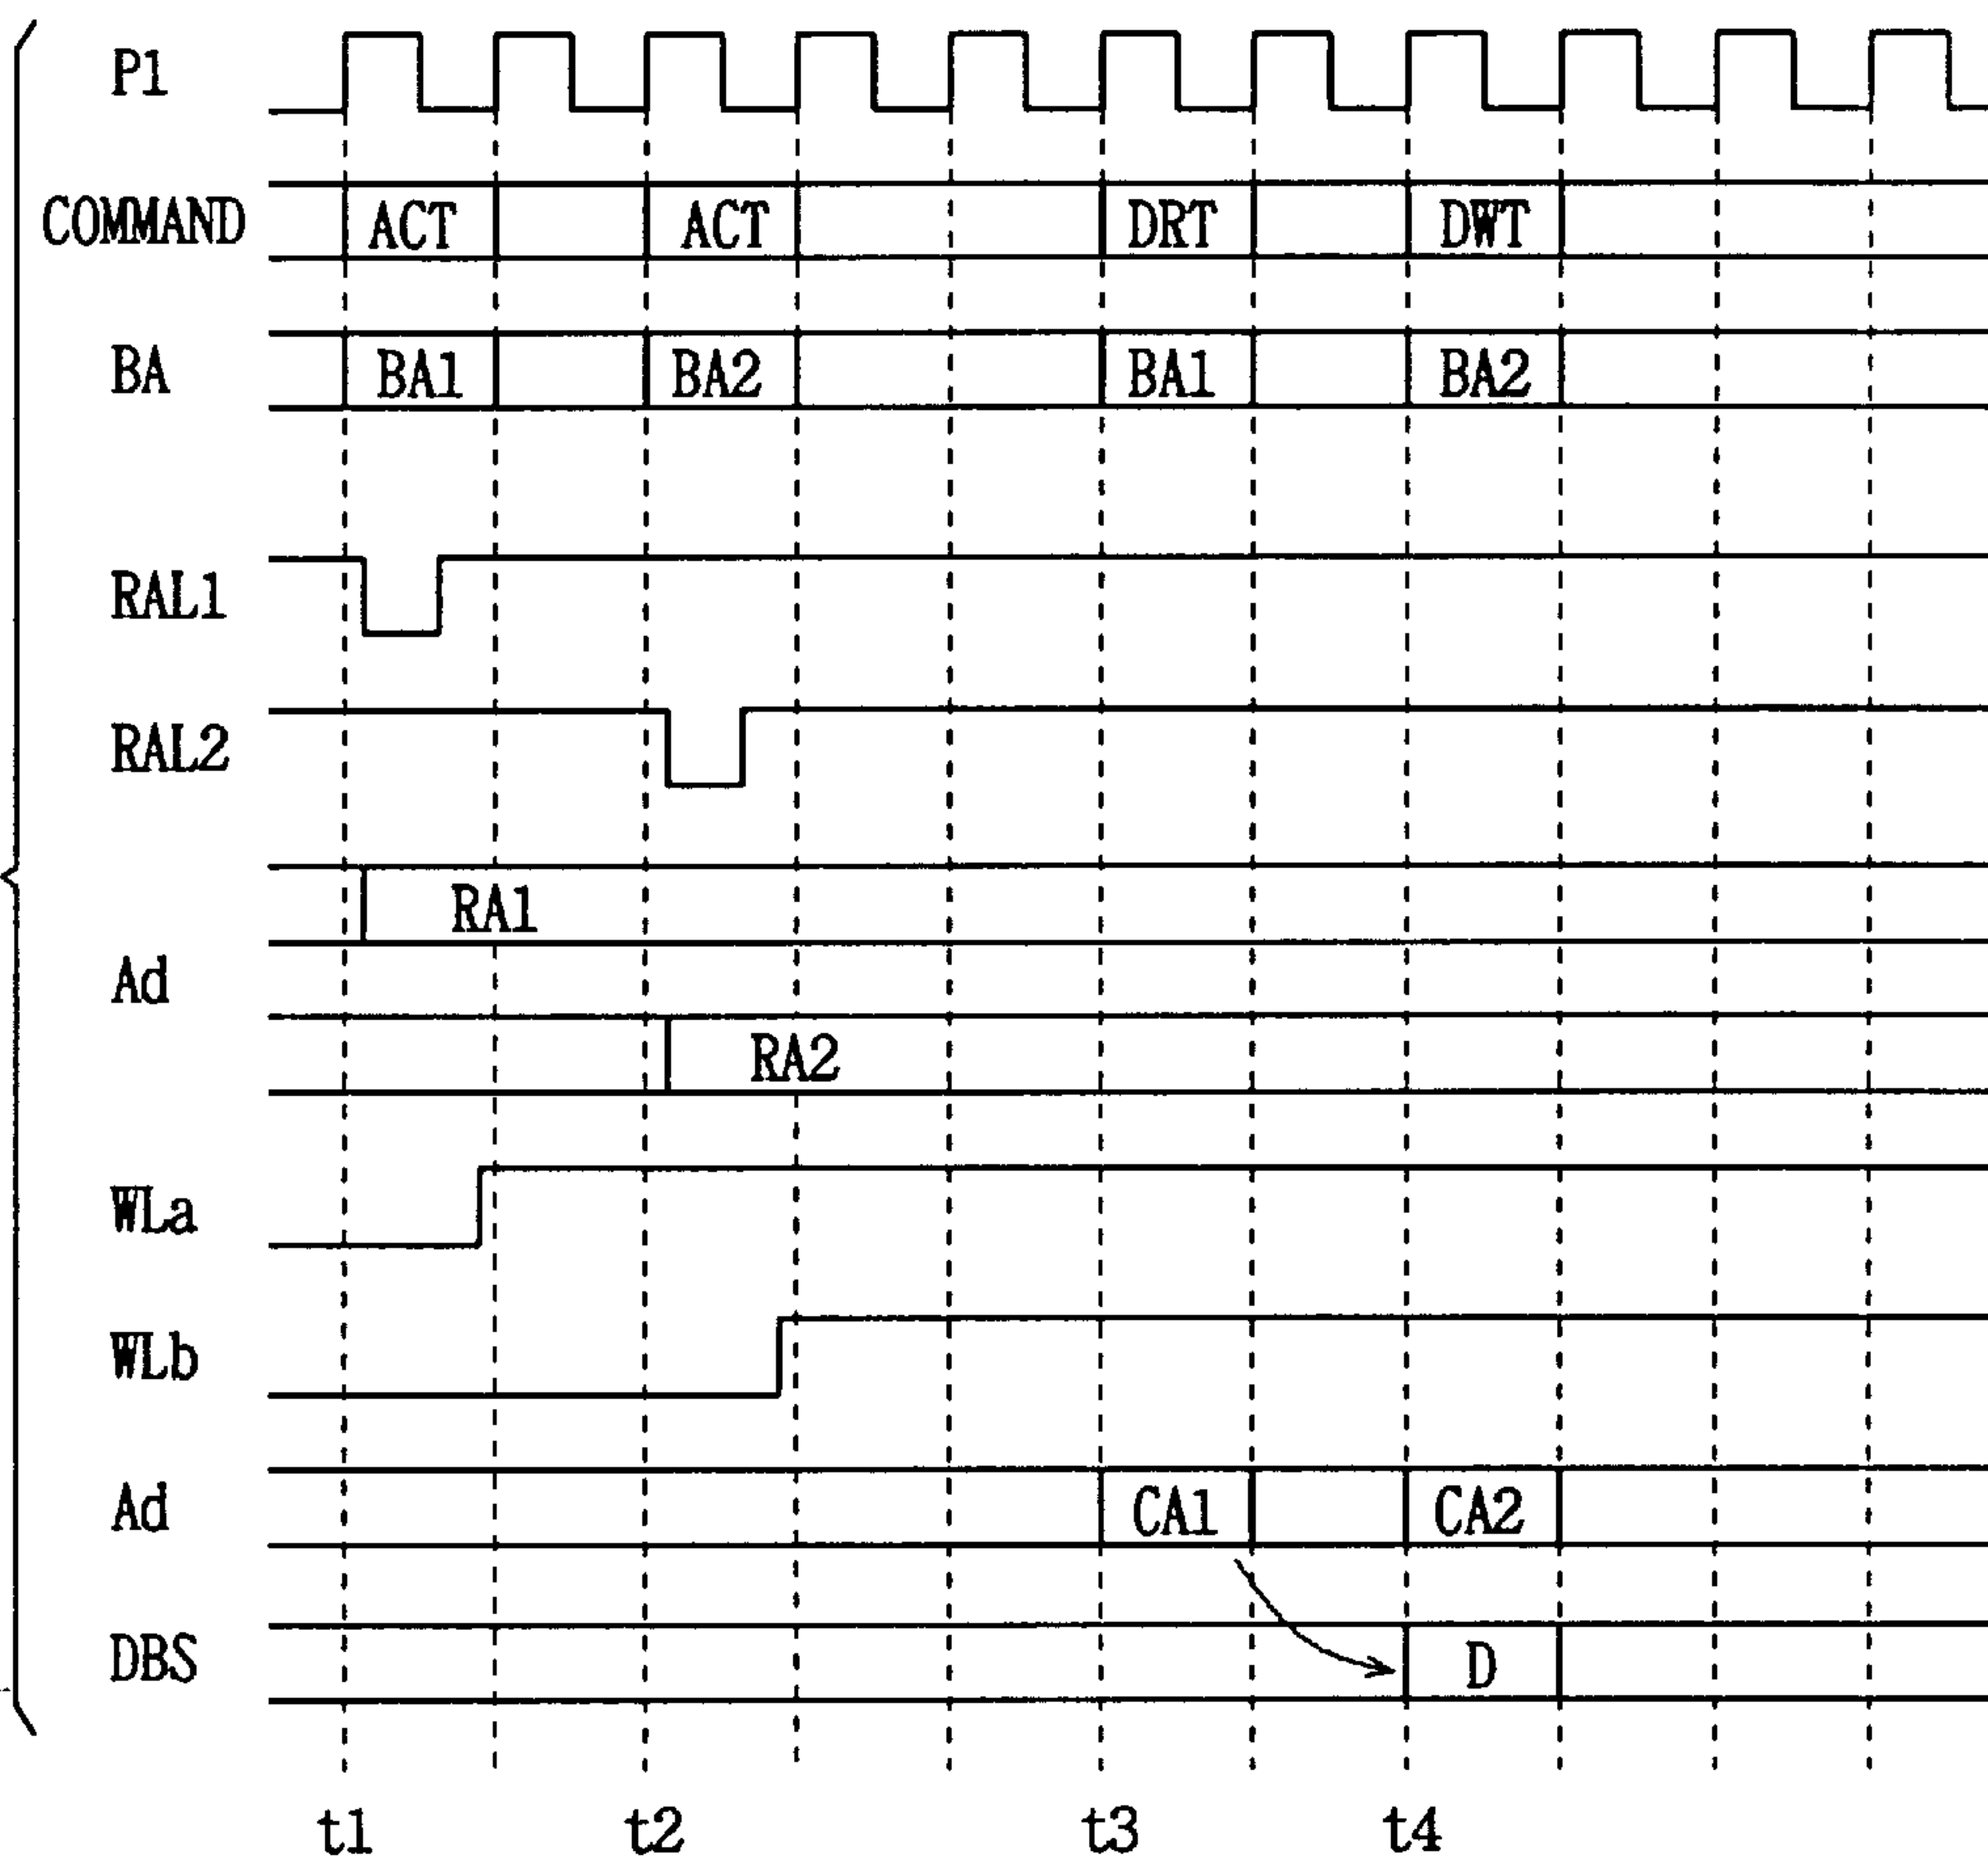 P1
COMMAND ACT ACT DRT DWT
BA BA1 BA2 BA1 BA2
RAL1
RAL2
RA1
Ad
RA2
WLa
WLb
Ad CA1 CA2
DBS D
t1 t2 t3 t4